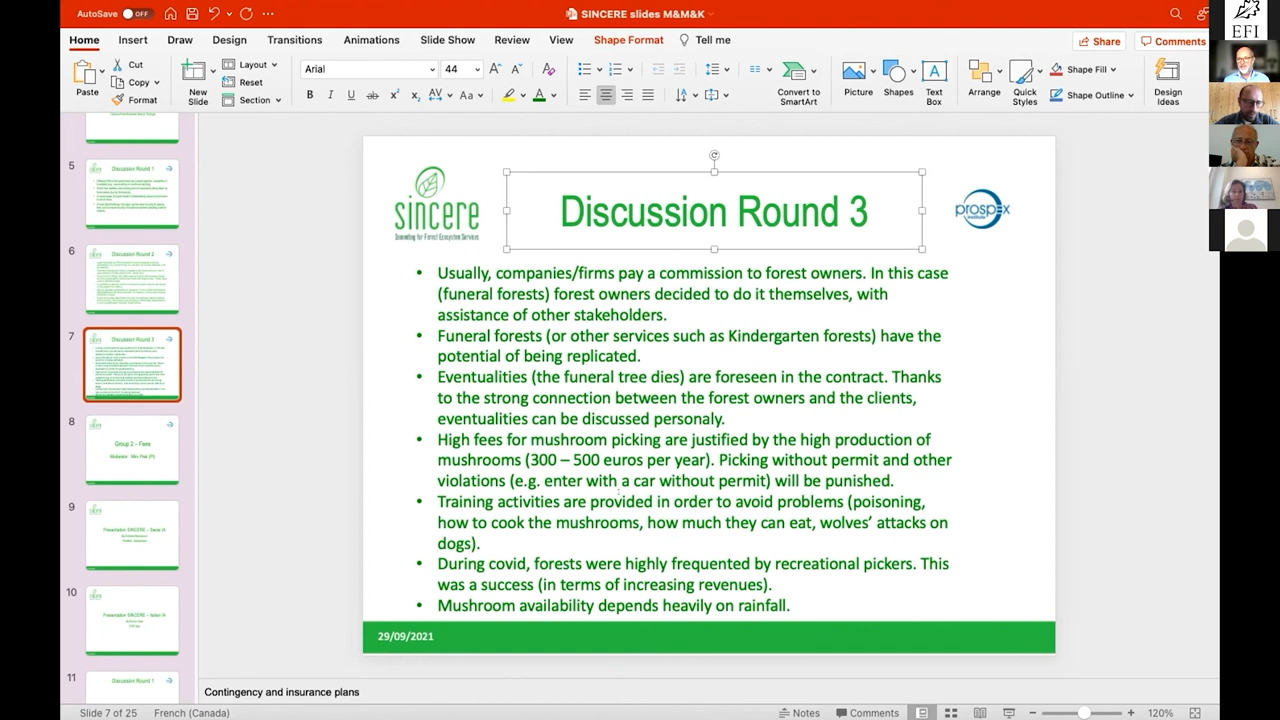 AutoSave OFF
SINCERE slides M&M&K
Home Insert Draw Design Transitions Animations Slide Show Review View Shape Format Tell me
Share Comments
Paste
Cut
Copy
Format
New Slide
Layout
Reset
Section
Arial 44
Convert to SmartArt
Picture
Shapes
Text Box
Arrange
Quick Styles
Shape Fill
Shape Outline
Design Ideas
EFI
5
Discussion Round 1
6
Discussion Round 2
7
Discussion Round 3
8
Group 2 - Fees
9
10
11
Discussion Round 1
sincere
prospex
institute
Discussion Round 3
• Usually, companies/firms pay a commission to forest owners. In this case
(funeral forests) forest owners decided to do it themselves, with
assistance of other stakeholders.
• Funeral forests (or other services such as Kindergarten forests) have the
potential of being replicated.
• Eventualities (if the funeral tree dies) are foreseen in the contract. Thanks
to the strong connection between the forest owners and the clients,
eventualities can be discussed personaly.
• High fees for mushroom picking are justified by the high production of
mushrooms (300 – 500 euros per year). Picking without permit and other
violations (e.g. enter with a car without permit) will be punished.
• Training activities are provided in order to avoid problems (poisoning,
how to cook the mushrooms, how much they can eat, wolves’ attacks on
dogs).
• During covid, forests were highly frequented by recreational pickers. This
was a success (in terms of increasing revenues).
• Mushroom availability depends heavily on rainfall.
29/09/2021
Contingency and insurance plans
Slide 7 of 25 French (Canada)
Notes Comments 120%